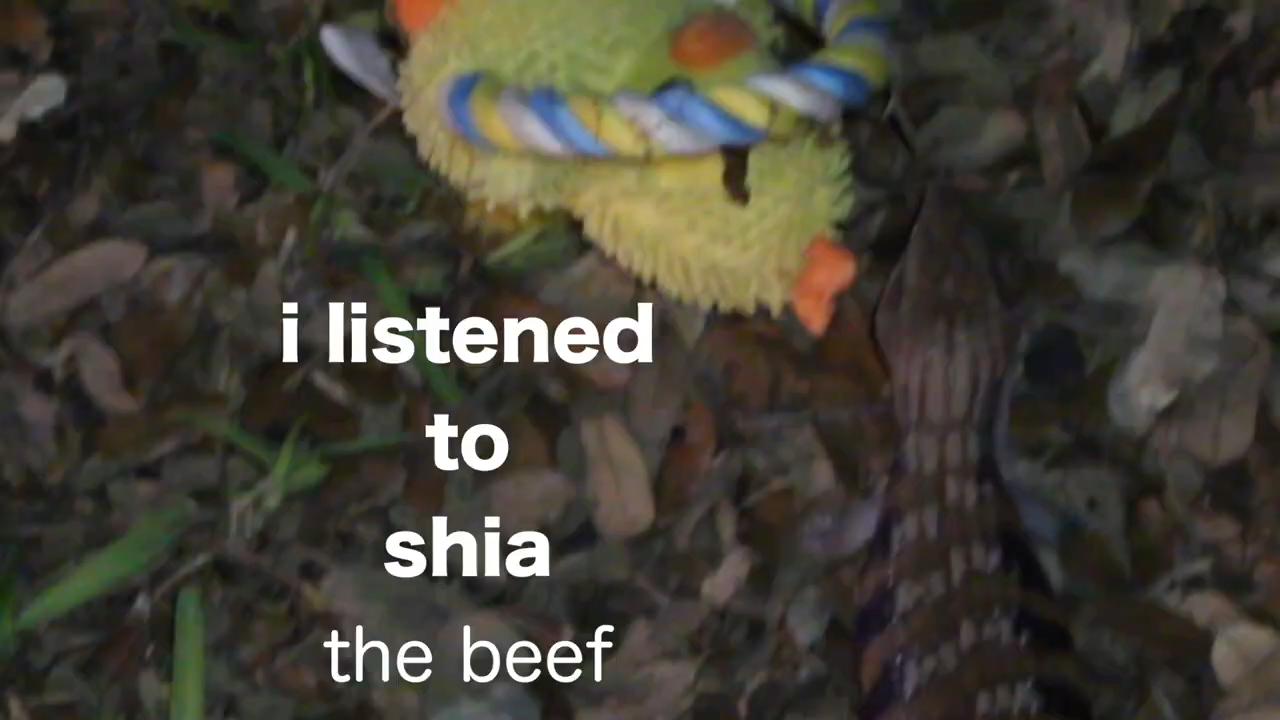 i listened
to
shia
the beef